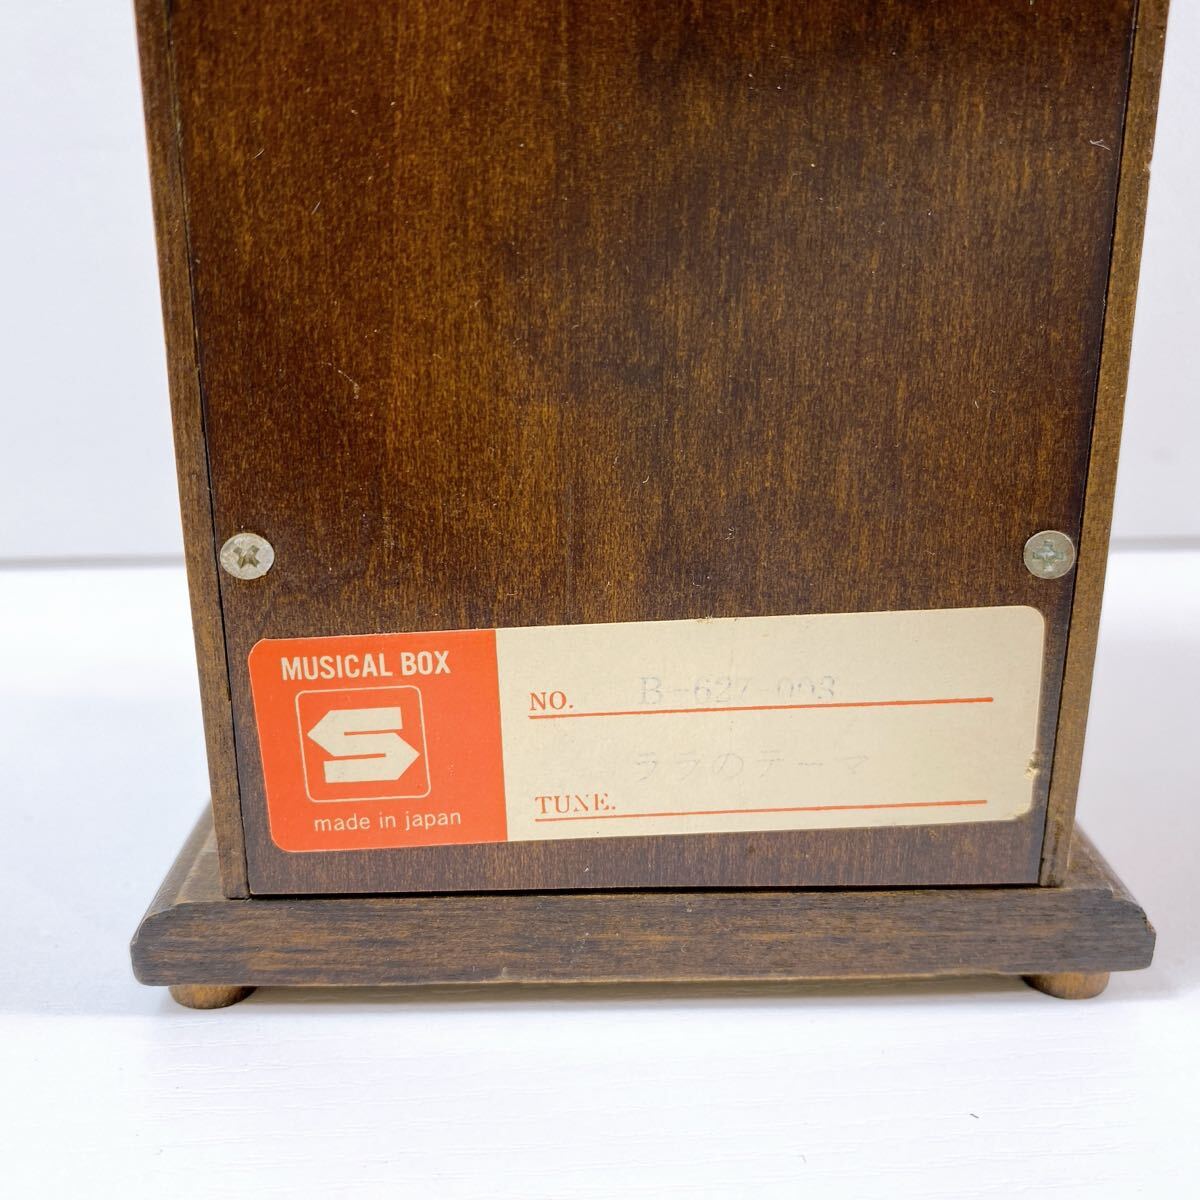 MUSICAL BOX
S
made in japan
NO. B-627-003
ララのテーマ
TUNE.